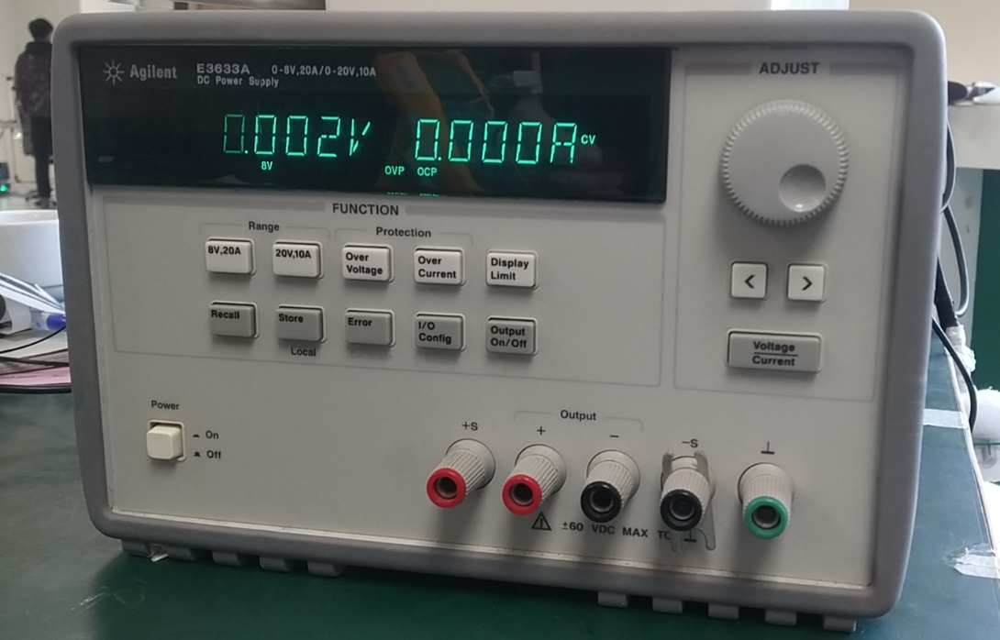 Agilent E3633A 0-8V,20A/0-20V,10A
DC Power Supply
0.002V 0.000A CV
8V OVP OCP
ADJUST
FUNCTION
Range Protection
8V,20A 20V,10A Over Voltage Over Current Display Limit
< >
Recall Store Error I/O Config Output On/Off
Local
Voltage
Current
Power
On
Off
Output
+S + − −S ⊥
±60 VDC MAX TO ⊥